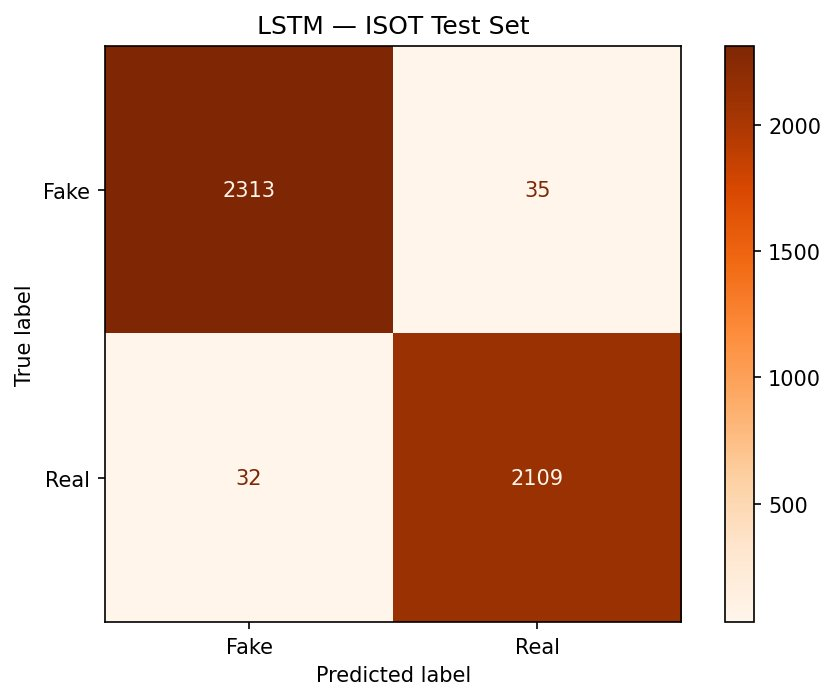 LSTM — ISOT Test Set
2313
35
32
2109
Fake
Real
True label
Fake
Real
Predicted label
2000
1500
1000
500